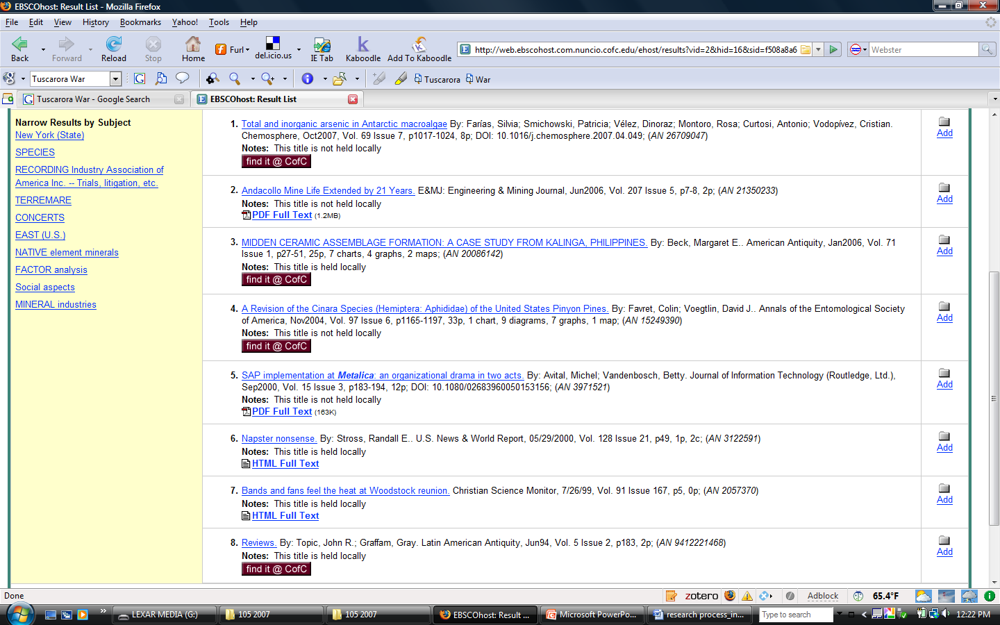 EBSCOhost: Result List - Mozilla Firefox
File Edit View History Bookmarks Yahoo! Tools Help
Back Forward Reload Stop Home Furl del.icio.us IE Tab Kaboodle Add To Kaboodle http://web.ebscohost.com.nuncio.cofc.edu/ehost/results?vid=2&hid=16&sid=f508a8a6 Webster
Tuscarora War Tuscarora War
Tuscarora War - Google Search EBSCOhost: Result List
Narrow Results by Subject
New York (State)
SPECIES
RECORDING Industry Association of
America Inc. -- Trials, litigation, etc.
TERREMARE
CONCERTS
EAST (U.S.)
NATIVE element minerals
FACTOR analysis
Social aspects
MINERAL industries
1. Total and inorganic arsenic in Antarctic macroalgae By: Farías, Silvia; Smichowski, Patricia; Vélez, Dinoraz; Montoro, Rosa; Curtosi, Antonio; Vodopívez, Cristian.
Chemosphere, Oct2007, Vol. 69 Issue 7, p1017-1024, 8p; DOI: 10.1016/j.chemosphere.2007.04.049; (AN 26709047)
Notes: This title is not held locally
find it @ CofC
Add
2. Andacollo Mine Life Extended by 21 Years. E&MJ: Engineering & Mining Journal, Jun2006, Vol. 207 Issue 5, p7-8, 2p; (AN 21350233)
Notes: This title is not held locally
PDF Full Text (1.2MB)
Add
3. MIDDEN CERAMIC ASSEMBLAGE FORMATION: A CASE STUDY FROM KALINGA, PHILIPPINES. By: Beck, Margaret E.. American Antiquity, Jan2006, Vol. 71
Issue 1, p27-51, 25p, 7 charts, 4 graphs, 2 maps; (AN 20086142)
Notes: This title is held locally
find it @ CofC
Add
4. A Revision of the Cinara Species (Hemiptera: Aphididae) of the United States Pinyon Pines. By: Favret, Colin; Voegtlin, David J.. Annals of the Entomological Society
of America, Nov2004, Vol. 97 Issue 6, p1165-1197, 33p, 1 chart, 9 diagrams, 7 graphs, 1 map; (AN 15249390)
Notes: This title is not held locally
find it @ CofC
Add
5. SAP implementation at Metalica: an organizational drama in two acts. By: Avital, Michel; Vandenbosch, Betty. Journal of Information Technology (Routledge, Ltd.),
Sep2000, Vol. 15 Issue 3, p183-194, 12p; DOI: 10.1080/02683960050153156; (AN 3971521)
Notes: This title is not held locally
PDF Full Text (163K)
Add
6. Napster nonsense. By: Stross, Randall E.. U.S. News & World Report, 05/29/2000, Vol. 128 Issue 21, p49, 1p, 2c; (AN 3122591)
Notes: This title is held locally
HTML Full Text
Add
7. Bands and fans feel the heat at Woodstock reunion. Christian Science Monitor, 7/26/99, Vol. 91 Issue 167, p5, 0p; (AN 2057370)
Notes: This title is held locally
HTML Full Text
Add
8. Reviews. By: Topic, John R.; Graffam, Gray. Latin American Antiquity, Jun94, Vol. 5 Issue 2, p183, 2p; (AN 9412221468)
Notes: This title is held locally
find it @ CofC
Add
Done zotero Adblock 65.4°F
LEXAR MEDIA (G:) 105 2007 105 2007 EBSCOhost: Result ... Microsoft PowerPo... research process_in... Type to search 12:22 PM